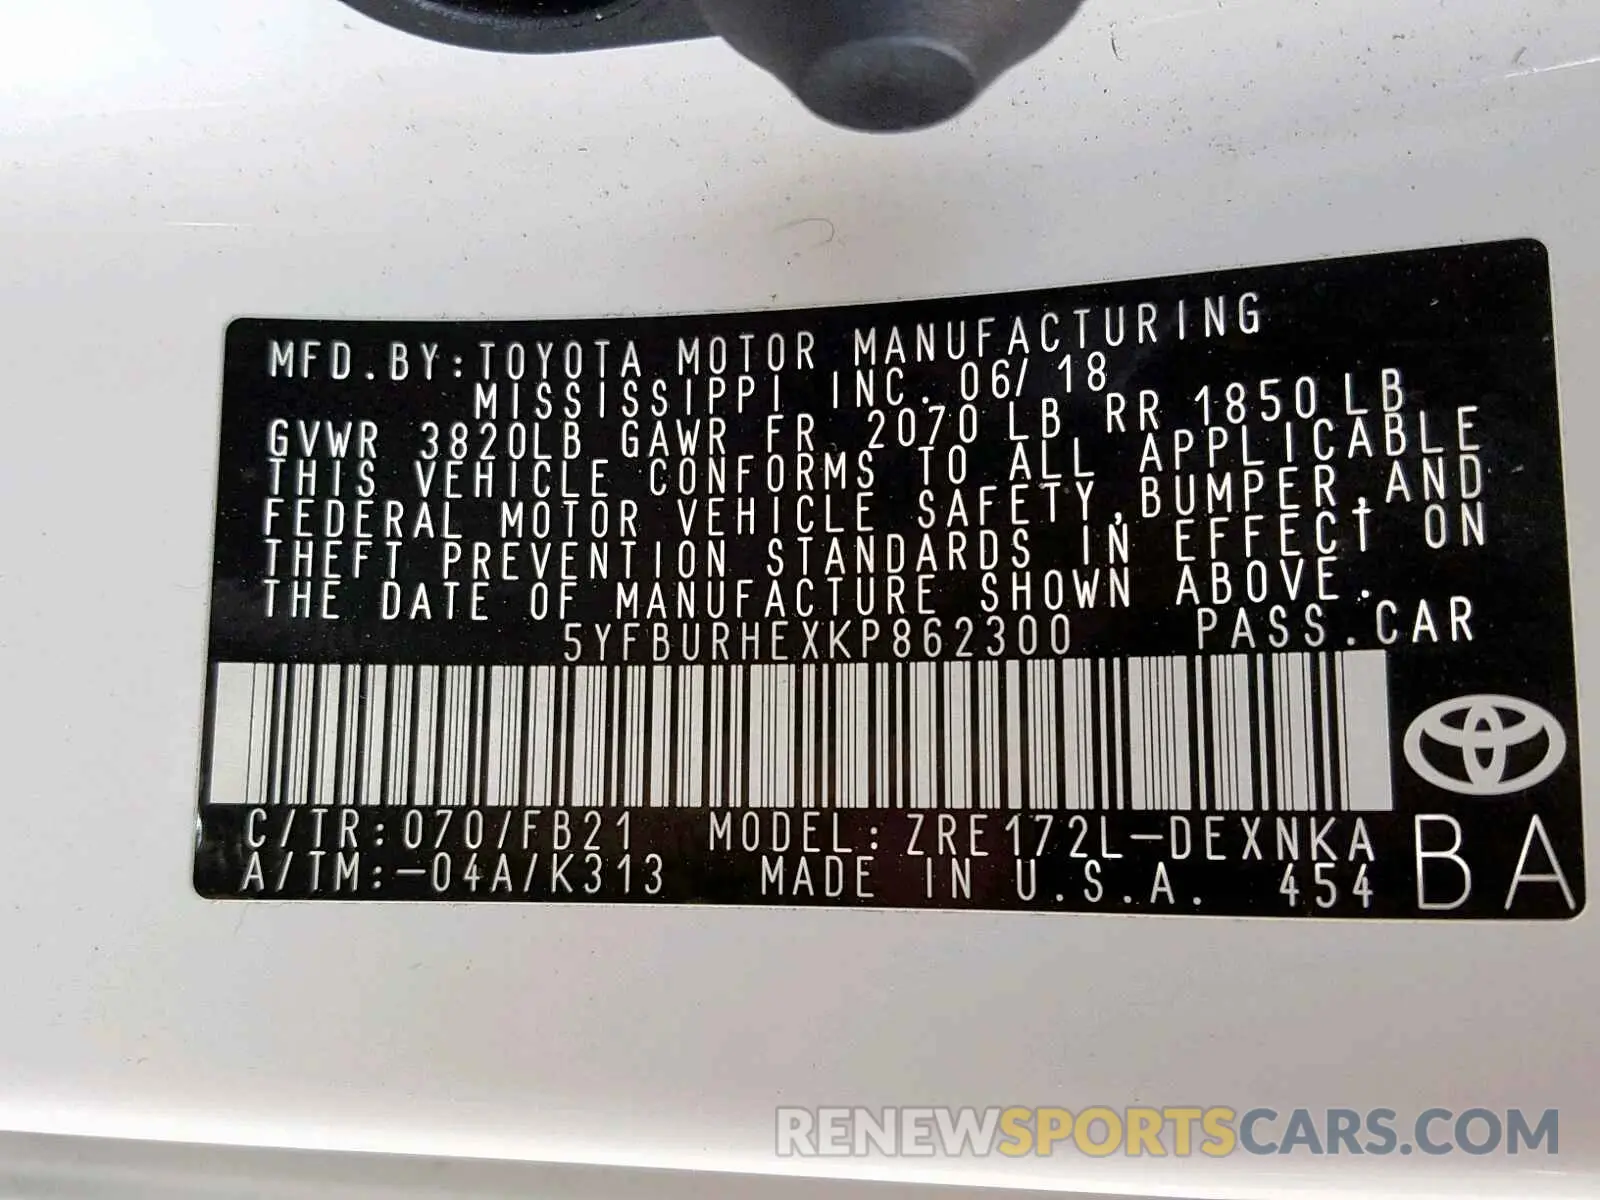 MFD.BY:TOYOTA MOTOR MANUFACTURING
MISSISSIPPI INC. 06/18
GVWR 3820LB GAWR FR 2070 LB RR 1850LB
THIS VEHICLE CONFORMS TO ALL APPLICABLE
FEDERAL MOTOR VEHICLE SAFETY,BUMPER,AND
THEFT PREVENTION STANDARDS IN EFFECT ON
THE DATE OF MANUFACTURE SHOWN ABOVE.
5YFBURHEXKP862300 PASS.CAR
C/TR:070/FB21 MODEL:ZRE172L-DEXNKA
A/TM:-04A/K313 MADE IN U.S.A. 454
BA
RENEWSPORTSCARS.COM